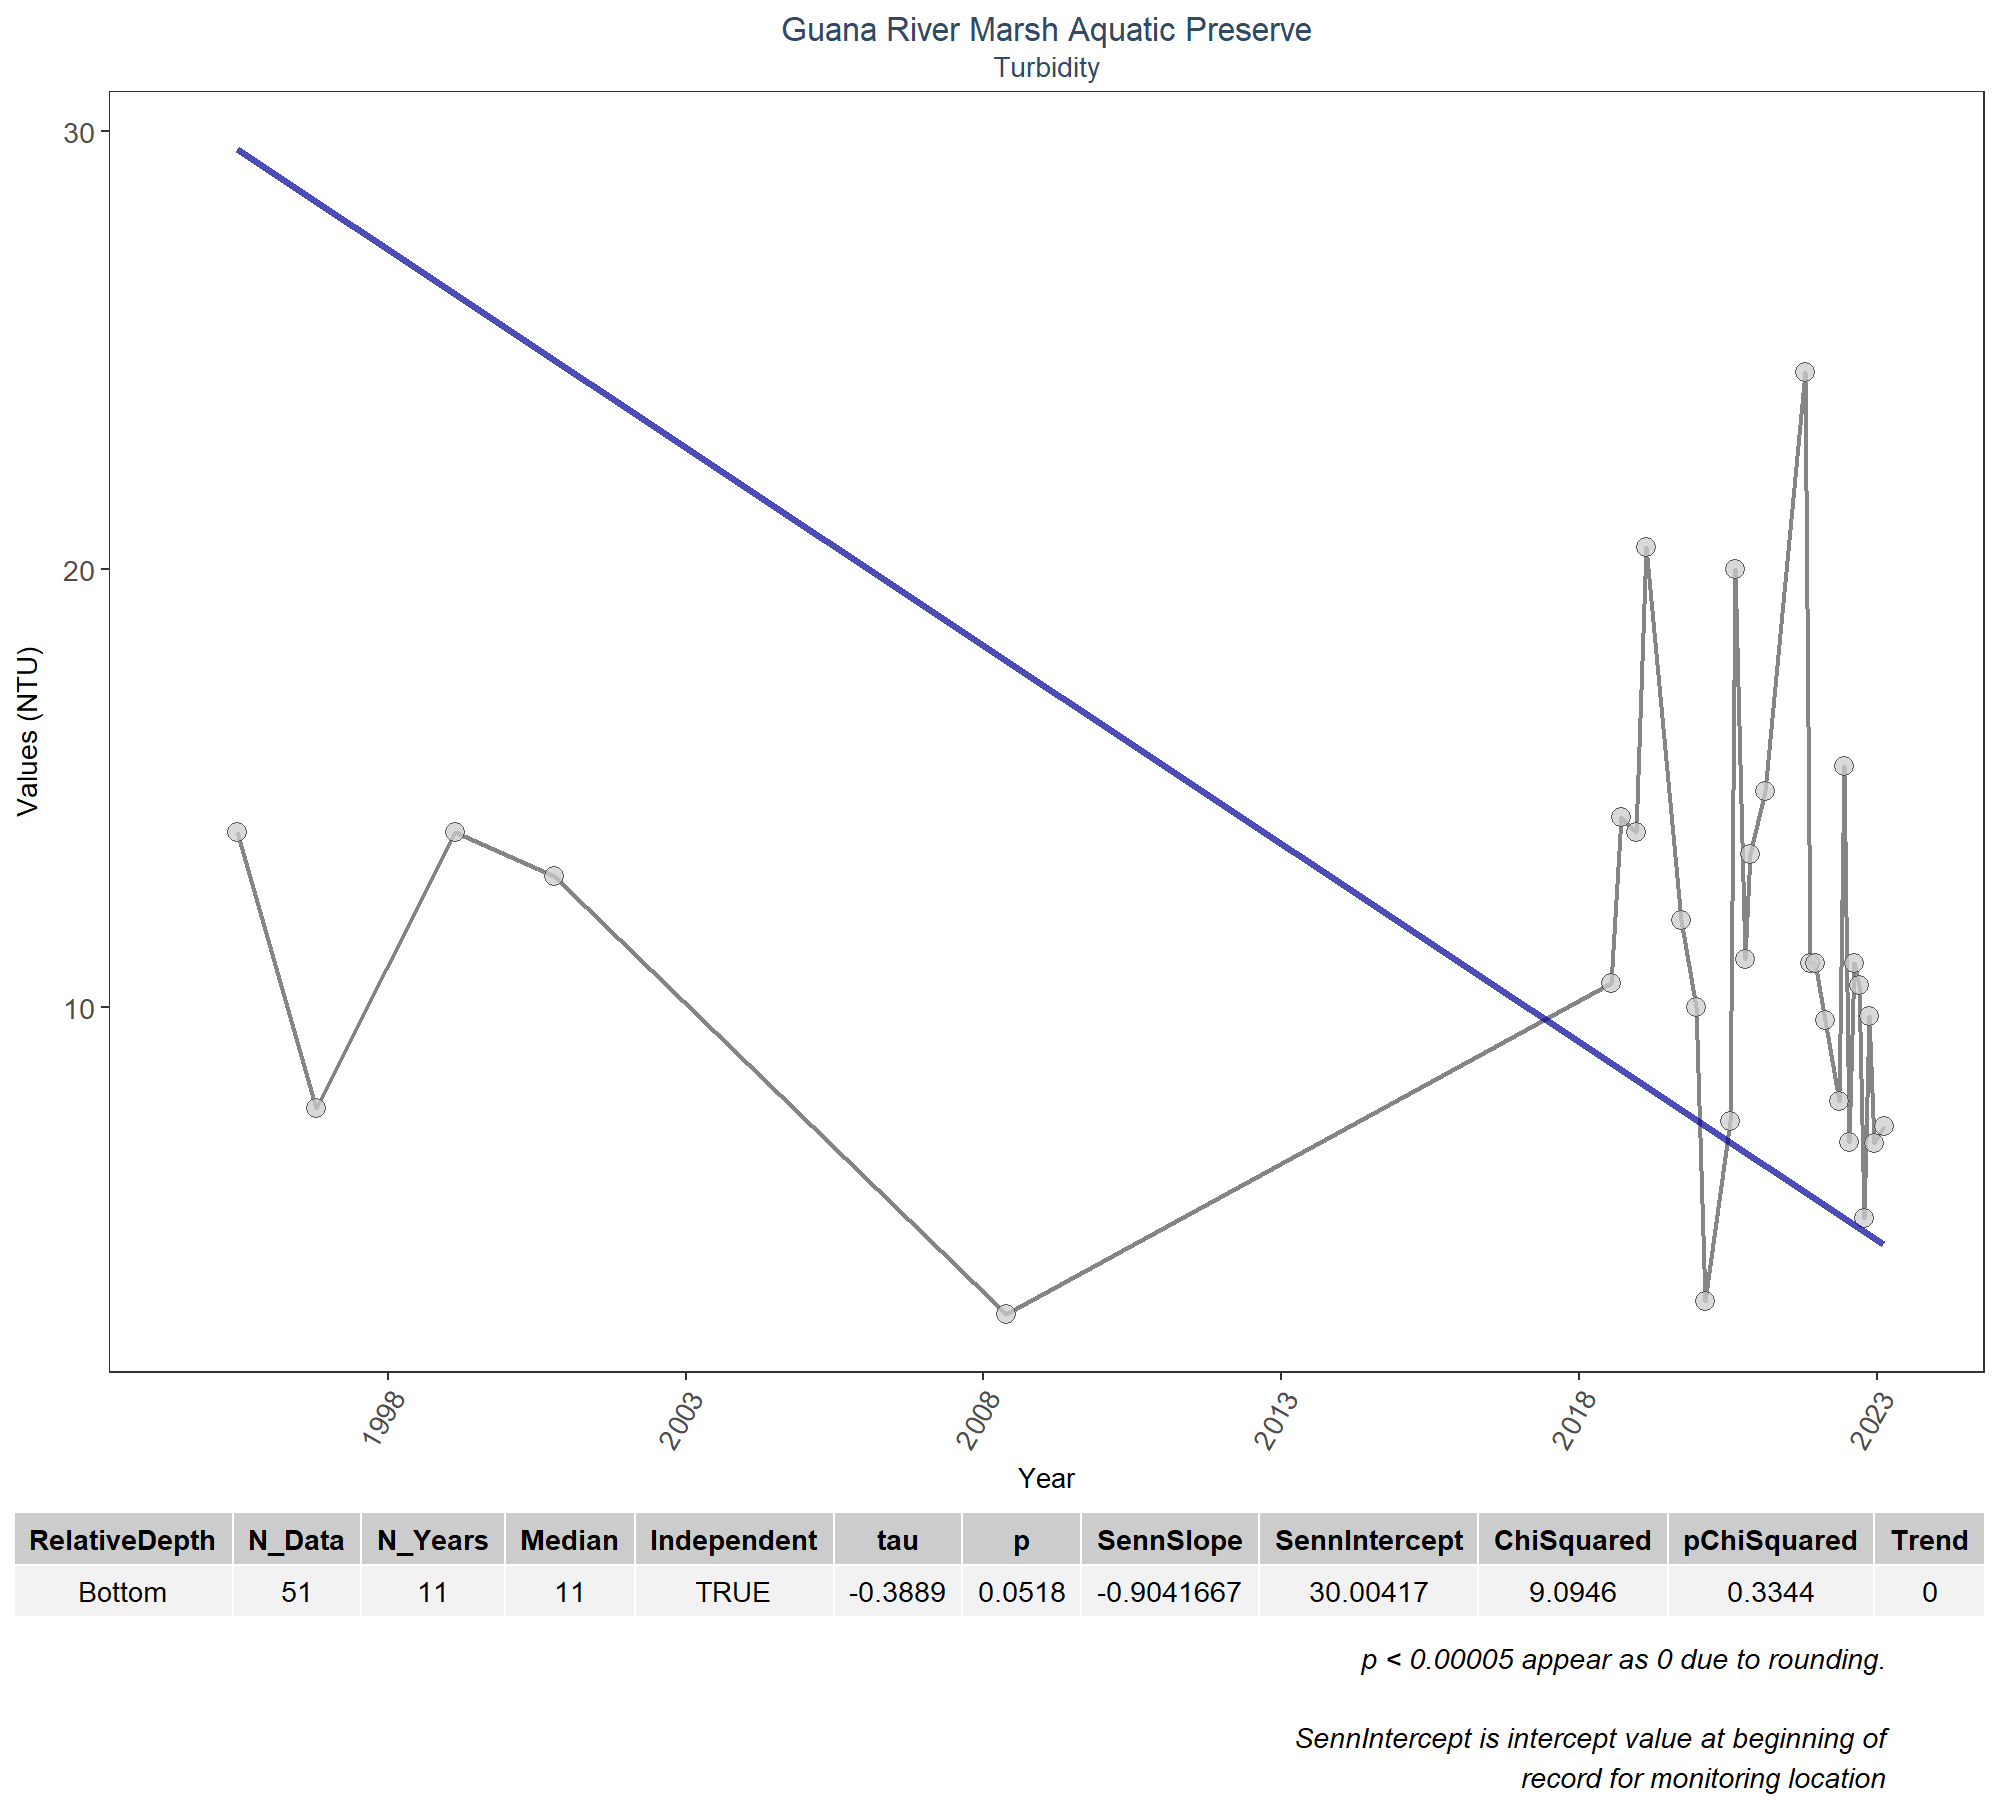 Guana River Marsh Aquatic Preserve
Turbidity
30
20
10
Values (NTU)
1998
2003
2008
2013
2018
2023
Year
RelativeDepth N_Data N_Years Median Independent tau p SennSlope SennIntercept ChiSquared pChiSquared Trend
Bottom 51 11 11 TRUE -0.3889 0.0518 -0.9041667 30.00417 9.0946 0.3344 0
p < 0.00005 appear as 0 due to rounding.
SennIntercept is intercept value at beginning of
record for monitoring location